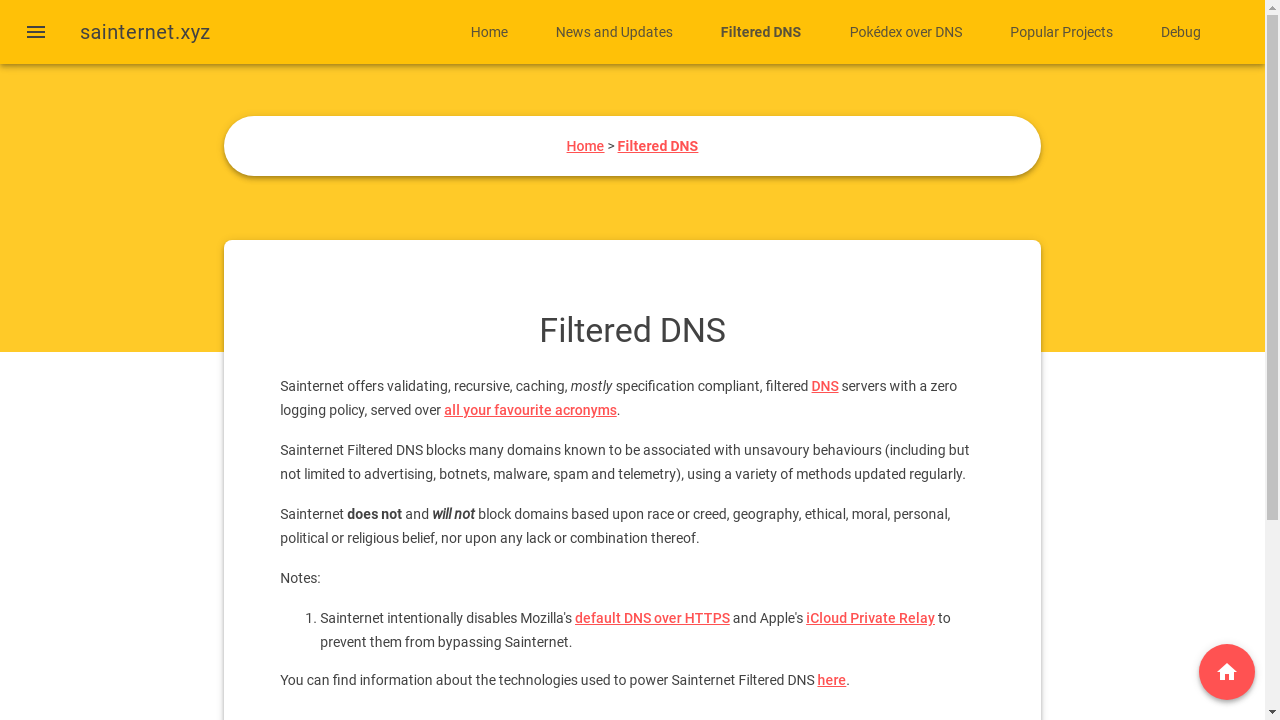 sainternet.xyz
Home
News and Updates
Filtered DNS
Pokédex over DNS
Popular Projects
Debug
Home > Filtered DNS
Filtered DNS
Sainternet offers validating, recursive, caching, mostly specification compliant, filtered DNS servers with a zero
logging policy, served over all your favourite acronyms.
Sainternet Filtered DNS blocks many domains known to be associated with unsavoury behaviours (including but
not limited to advertising, botnets, malware, spam and telemetry), using a variety of methods updated regularly.
Sainternet does not and will not block domains based upon race or creed, geography, ethical, moral, personal,
political or religious belief, nor upon any lack or combination thereof.
Notes:
1. Sainternet intentionally disables Mozilla's default DNS over HTTPS and Apple's iCloud Private Relay to
prevent them from bypassing Sainternet.
You can find information about the technologies used to power Sainternet Filtered DNS here.